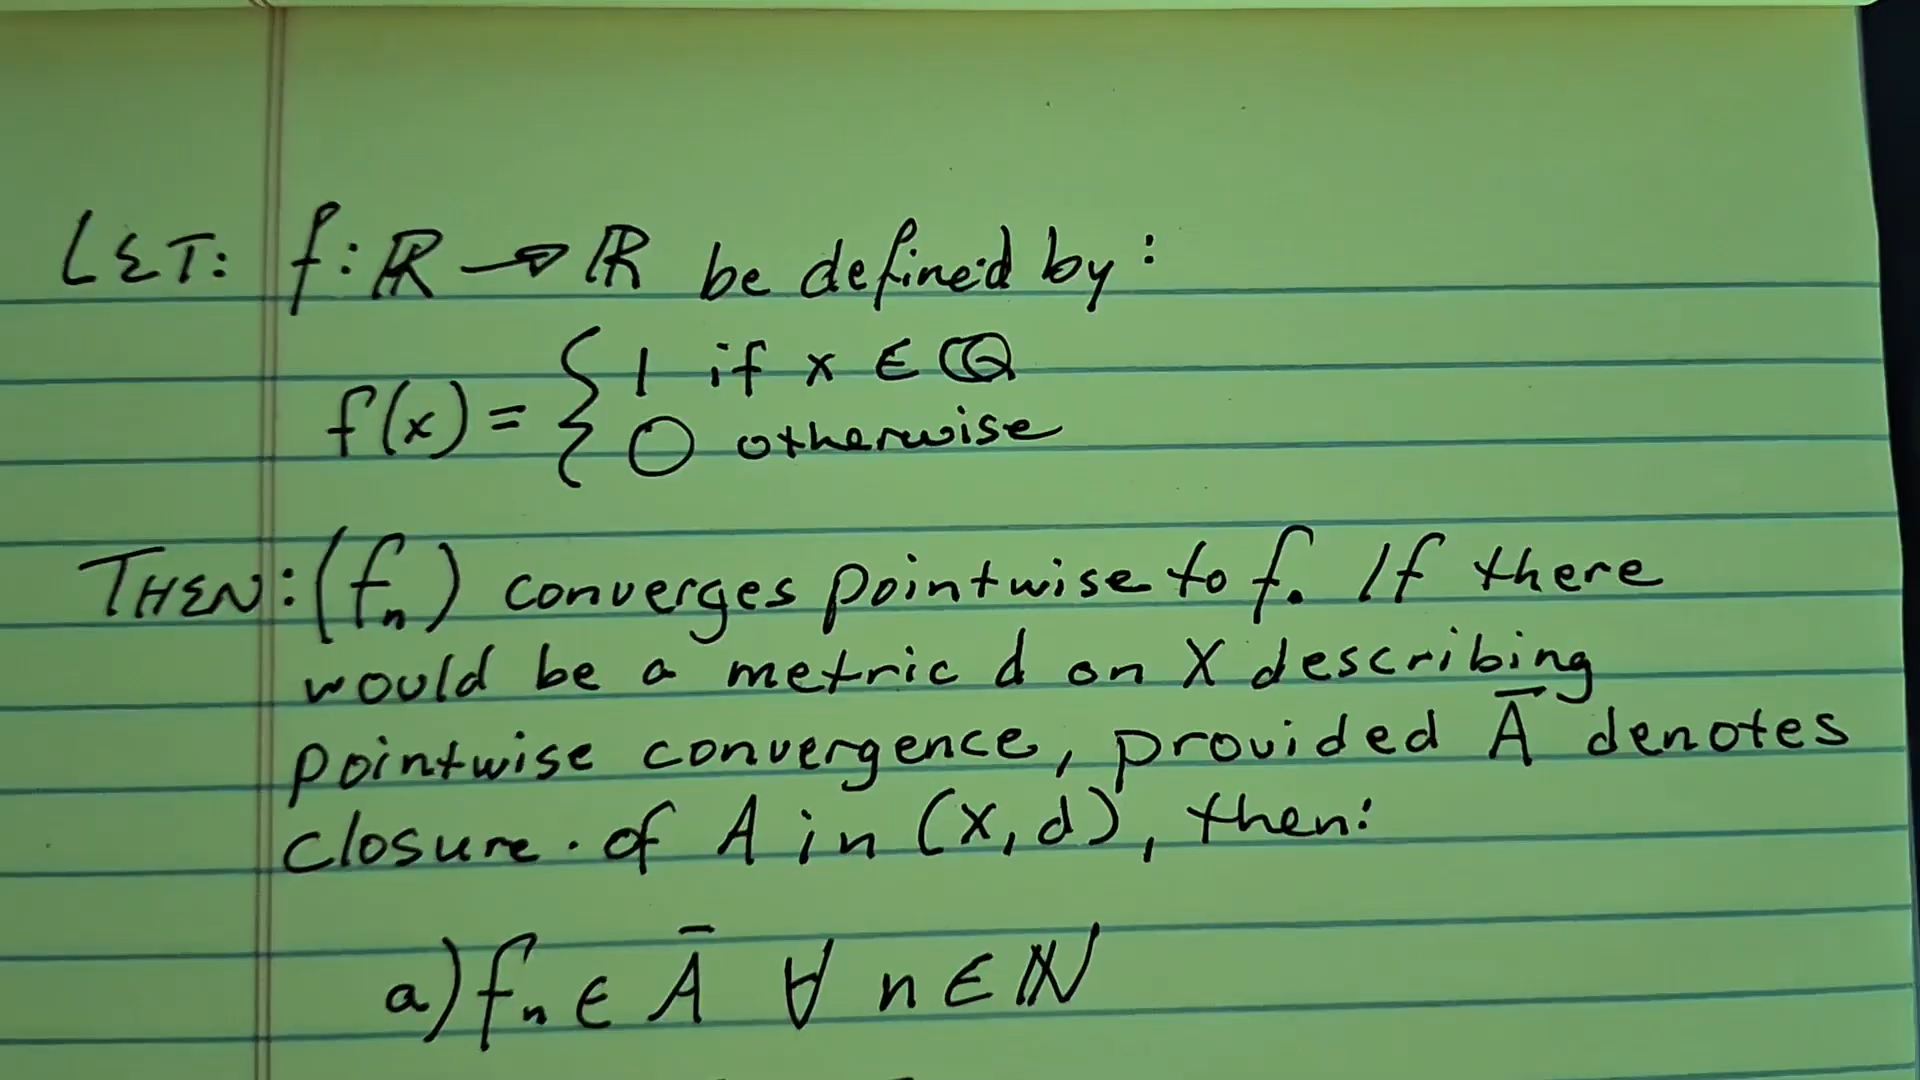 LET: f: ℝ → ℝ be defined by:
f(x) = { 1 if x ∈ ℚ
0 otherwise
THEN: (fₙ) converges pointwise to f. If there
would be a metric d on X describing
pointwise convergence, provided Ā denotes
closure of A in (X, d), then:
a) fₙ ∈ Ā ∀ n ∈ ℕ